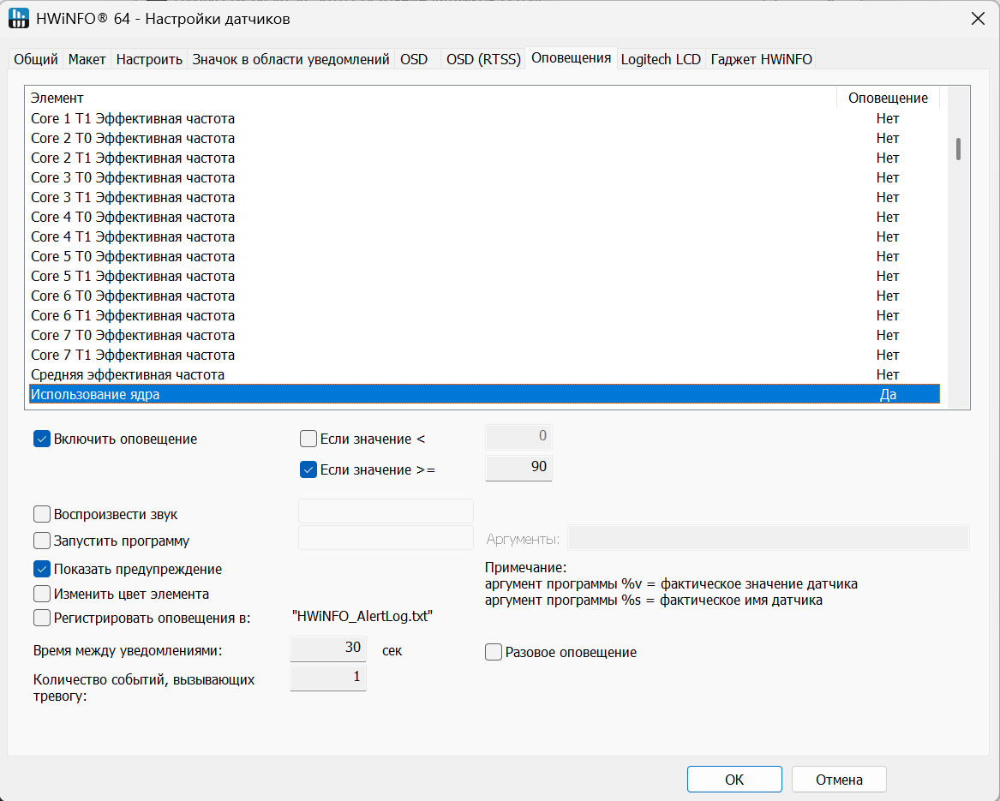 HWiNFO® 64 - Настройки датчиков
Общий Макет Настроить Значок в области уведомлений OSD OSD (RTSS) Оповещения Logitech LCD Гаджет HWiNFO
Элемент Оповещение
Core 1 T1 Эффективная частота Нет
Core 2 T0 Эффективная частота Нет
Core 2 T1 Эффективная частота Нет
Core 3 T0 Эффективная частота Нет
Core 3 T1 Эффективная частота Нет
Core 4 T0 Эффективная частота Нет
Core 4 T1 Эффективная частота Нет
Core 5 T0 Эффективная частота Нет
Core 5 T1 Эффективная частота Нет
Core 6 T0 Эффективная частота Нет
Core 6 T1 Эффективная частота Нет
Core 7 T0 Эффективная частота Нет
Core 7 T1 Эффективная частота Нет
Средняя эффективная частота Нет
Использование ядра Да
Включить оповещение Если значение < 0
Если значение >= 90
Воспроизвести звук
Запустить программу Аргументы:
Показать предупреждение Примечание:
аргумент программы %v = фактическое значение датчика
Изменить цвет элемента аргумент программы %s = фактическое имя датчика
Регистрировать оповещения в: "HWiNFO_AlertLog.txt"
Время между уведомлениями: 30 сек Разовое оповещение
Количество событий, вызывающих 1
тревогу:
ОК Отмена